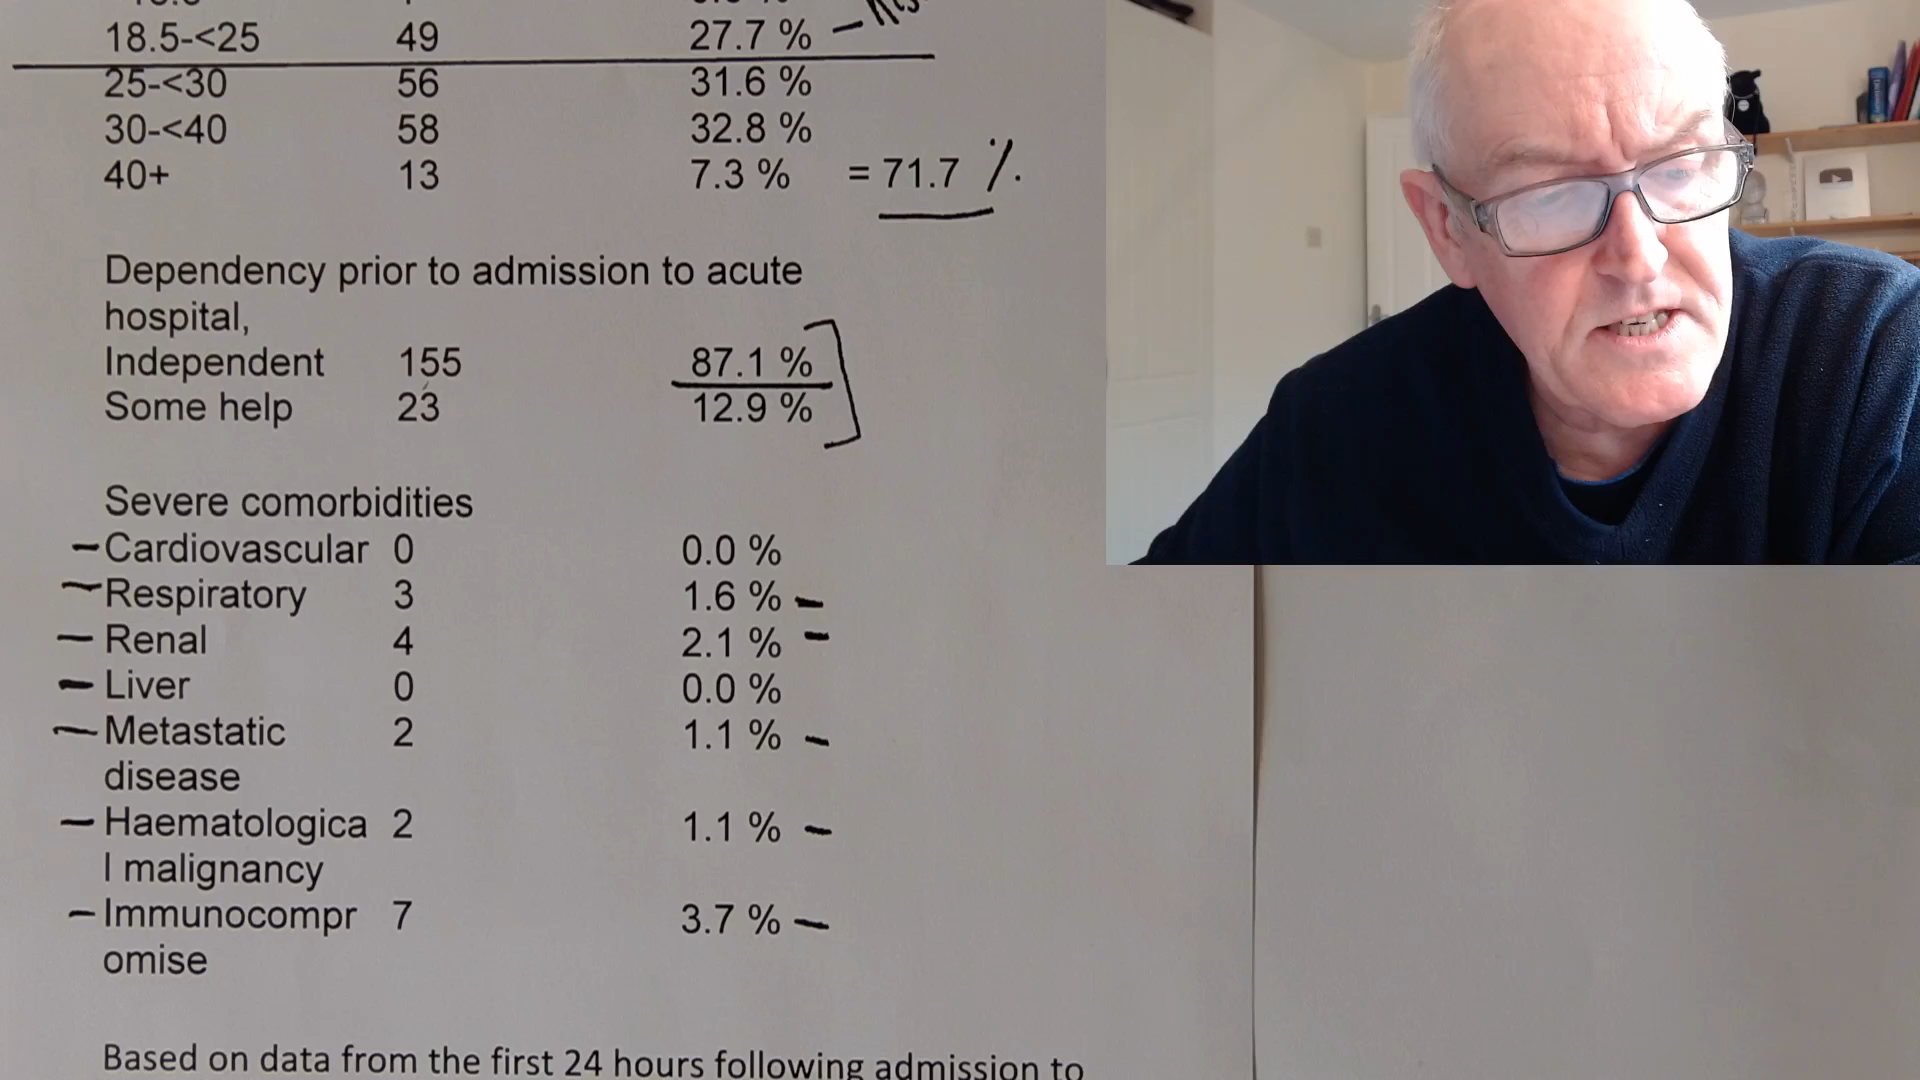 18.5-<25 49 27.7 %
25-<30 56 31.6 %
30-<40 58 32.8 %
40+ 13 7.3 % = 71.7 %
Dependency prior to admission to acute
hospital,
Independent 155 87.1 %
Some help 23 12.9 %
Severe comorbidities
Cardiovascular 0 0.0 %
Respiratory 3 1.6 %
Renal 4 2.1 %
Liver 0 0.0 %
Metastatic 2 1.1 %
disease
Haematologica 2 1.1 %
l malignancy
Immunocompr 7 3.7 %
omise
Based on data from the first 24 hours following admission to